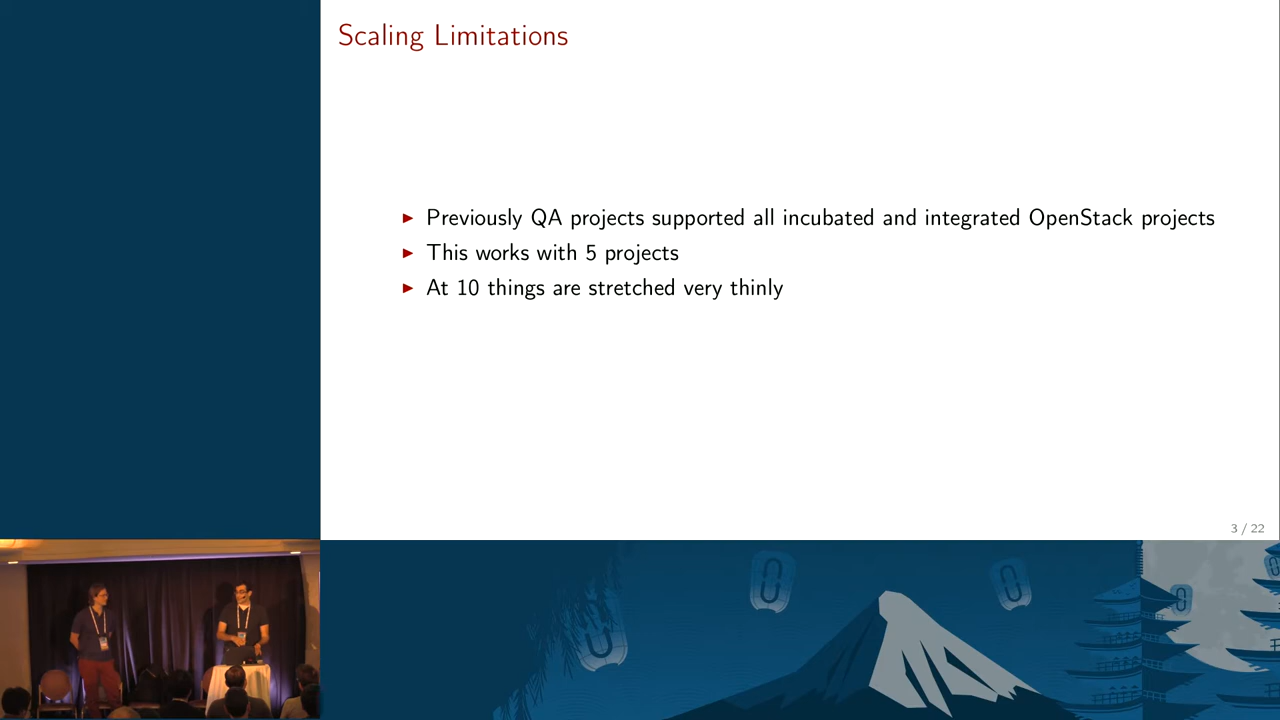 Scaling Limitations
Previously QA projects supported all incubated and integrated OpenStack projects
This works with 5 projects
At 10 things are stretched very thinly
3 / 22